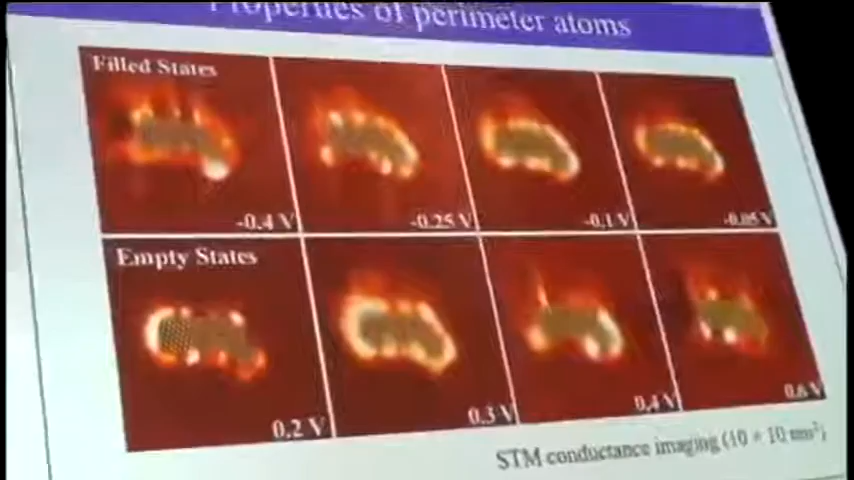 Properties of perimeter atoms
Filled States
-0.4 V
-0.25 V
-0.1 V
-0.05 V
Empty States
0.2 V
0.3 V
0.4 V
0.6 V
STM conductance imaging (10 × 10 nm²)